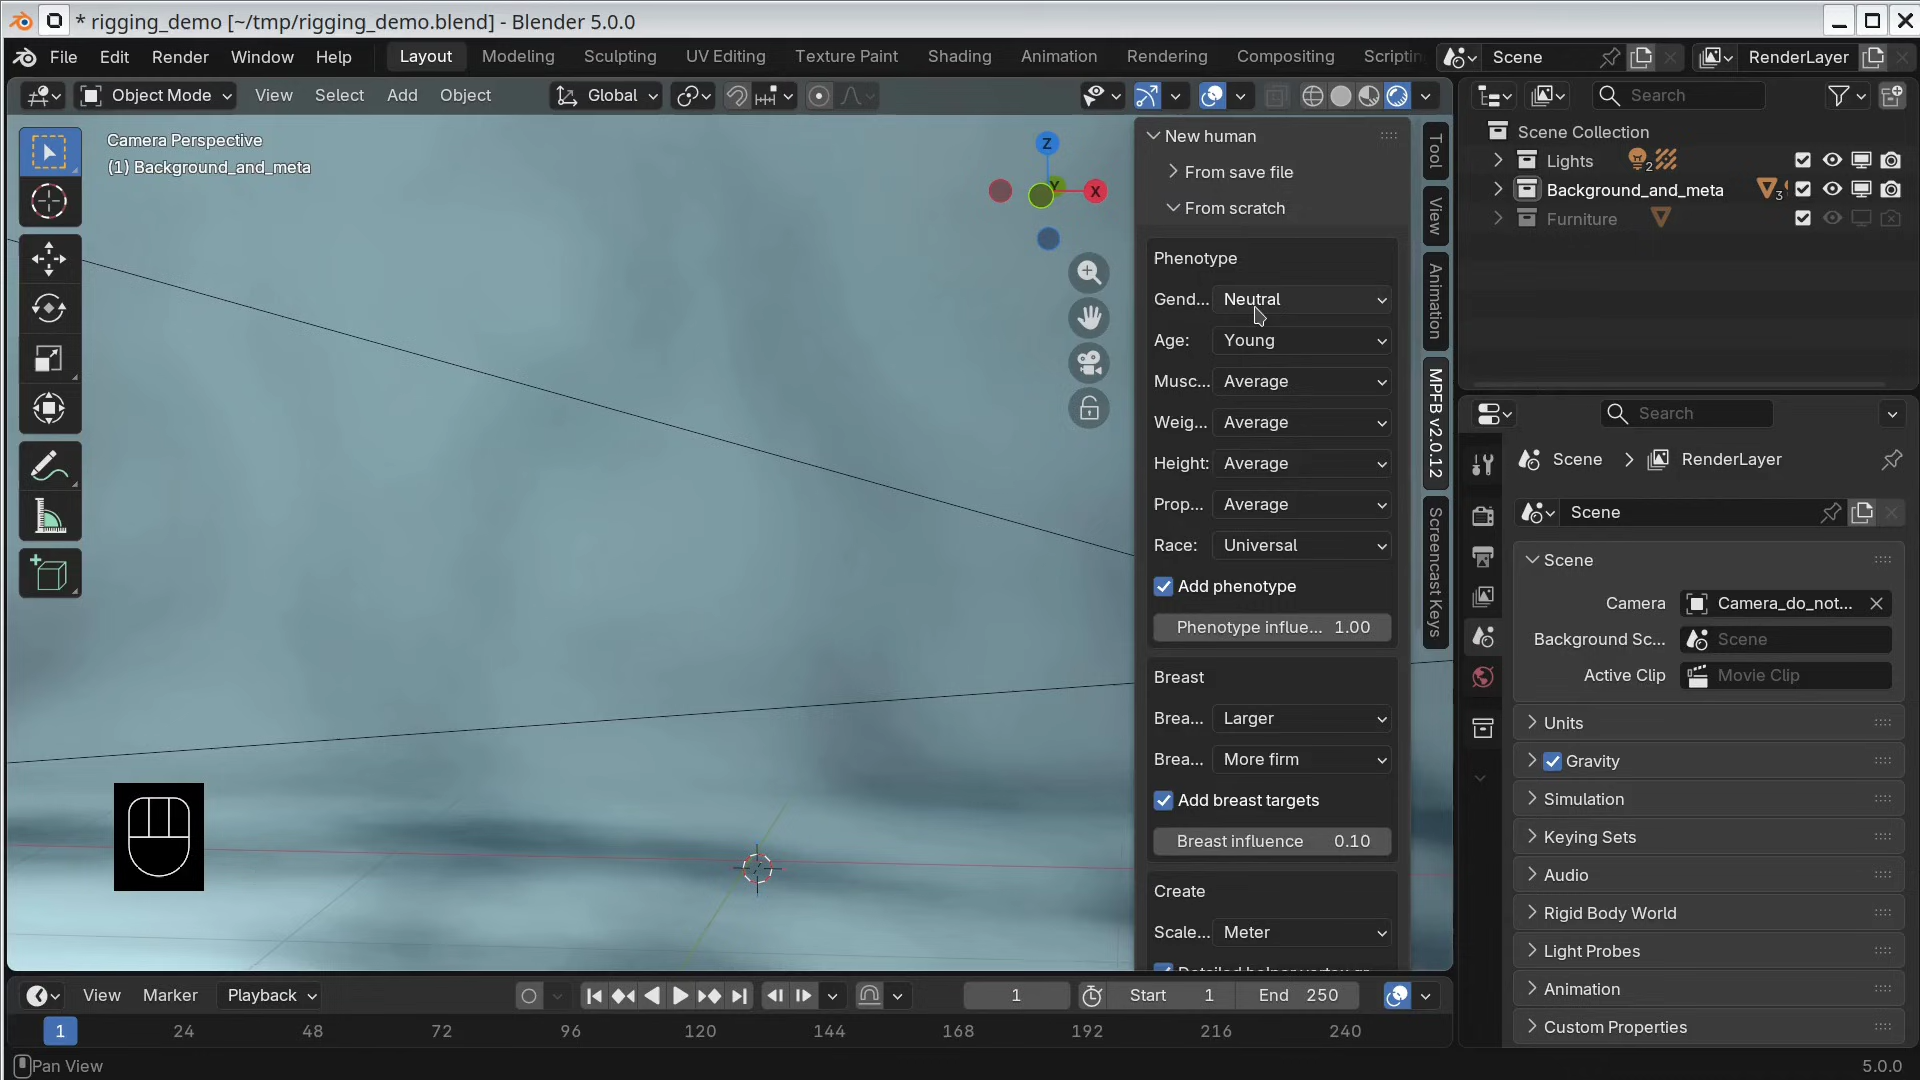 * rigging_demo [~/tmp/rigging_demo.blend] - Blender 5.0.0
File Edit Render Window Help Layout Modeling Sculpting UV Editing Texture Paint Shading Animation Rendering Compositing Scriptin Scene RenderLayer
Object Mode View Select Add Object Global
Search
Camera Perspective
(1) Background_and_meta
Z
Y
X
New human
From save file
From scratch
Phenotype
Gend... Neutral
Age: Young
Musc... Average
Weig... Average
Height: Average
Prop... Average
Race: Universal
Add phenotype
Phenotype influe... 1.00
Breast
Brea... Larger
Brea... More firm
Add breast targets
Breast influence 0.10
Create
Scale... Meter
Tool
View
Animation
MPFB v2.0.12
Screencast Keys
Scene Collection
Lights 2
Background_and_meta 3
Furniture
Search
Scene RenderLayer
Scene
Scene
Camera Camera_do_not...
Background Sc... Scene
Active Clip Movie Clip
Units
Gravity
Simulation
Keying Sets
Audio
Rigid Body World
Light Probes
Animation
Custom Properties
View Marker Playback 1 Start 1 End 250
1 24 48 72 96 120 144 168 192 216 240
Pan View 5.0.0